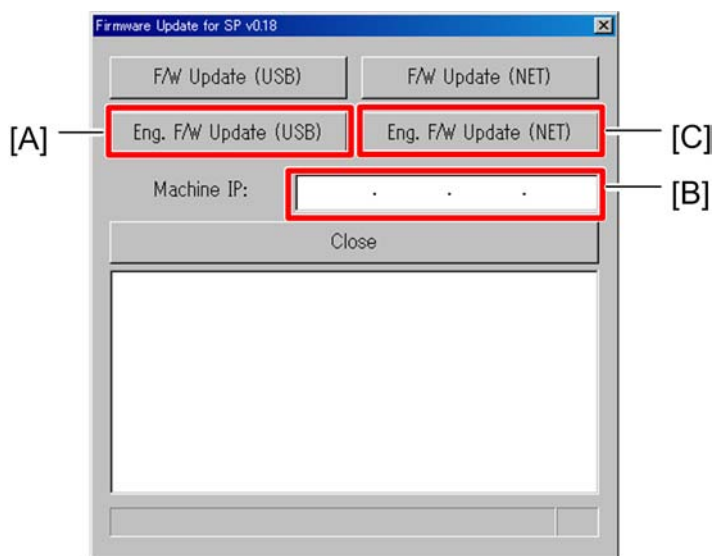 Firmware Update for SP v0.18
F/W Update (USB) F/W Update (NET)
[A] Eng. F/W Update (USB) Eng. F/W Update (NET) [C]
Machine IP: . . . [B]
Close